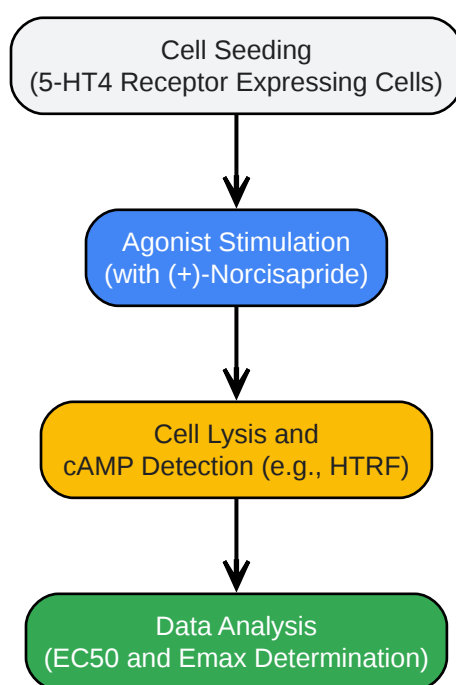 Cell Seeding
(5-HT4 Receptor Expressing Cells)
Agonist Stimulation
(with (+)-Norcisapride)
Cell Lysis and
cAMP Detection (e.g., HTRF)
Data Analysis
(EC50 and Emax Determination)